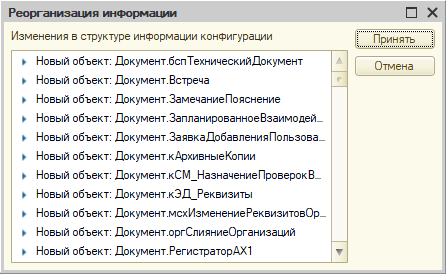 Реорганизация информации
Изменения в структуре информации конфигурации
Принять
Отмена
Новый объект: Документ.бспТехническийДокумент
Новый объект: Документ.Встреча
Новый объект: Документ.ЗамечаниеПояснение
Новый объект: Документ.ЗапланированноеВзаимодей...
Новый объект: Документ.ЗаявкаДобавленияПользова...
Новый объект: Документ.кАрхивныеКопии
Новый объект: Документ.кСМ_НазначениеПроверокВ...
Новый объект: Документ.кЭД_Реквизиты
Новый объект: Документ.мсхИзменениеРеквизитовОр...
Новый объект: Документ.оргСлияниеОрганизаций
Новый объект: Документ.РегистраторАХ1